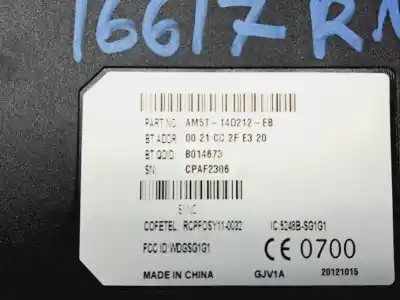 16617 RN
PART NO AM5T-14D212-EB
BT ADDR 00 21 CC 2F E3 20
BT QDID B014673
SN CPAF2306
SYNC
COFETEL: RCPFOSY11-0032 IC:5248B-SG1G1
FCC ID:WDGSG1G1
CE 0700
MADE IN CHINA GJV1A 20121015